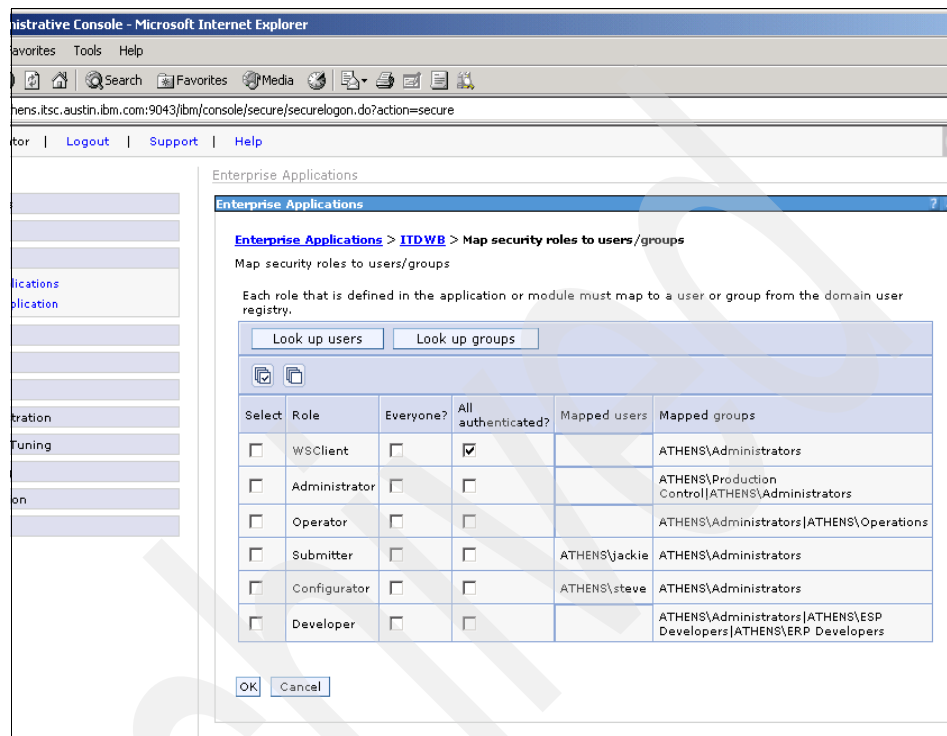 nistrative Console - Microsoft Internet Explorer
avorites Tools Help
Search Favorites Media
hens.itsc.austin.ibm.com:9043/ibm/console/secure/securelogon.do?action=secure
tor | Logout | Support | Help
Enterprise Applications
Enterprise Applications ?
Enterprise Applications > ITDWB > Map security roles to users/groups
Map security roles to users/groups
Each role that is defined in the application or module must map to a user or group from the domain user
registry.
lications
plication
tration
Tuning
on
Look up users Look up groups
Select Role Everyone? All authenticated? Mapped users Mapped groups
WSClient ATHENS\Administrators
Administrator ATHENS\Production
Control|ATHENS\Administrators
Operator ATHENS\Administrators|ATHENS\Operations
Submitter ATHENS\jackie ATHENS\Administrators
Configurator ATHENS\steve ATHENS\Administrators
Developer ATHENS\Administrators|ATHENS\ESP
Developers|ATHENS\ERP Developers
OK Cancel